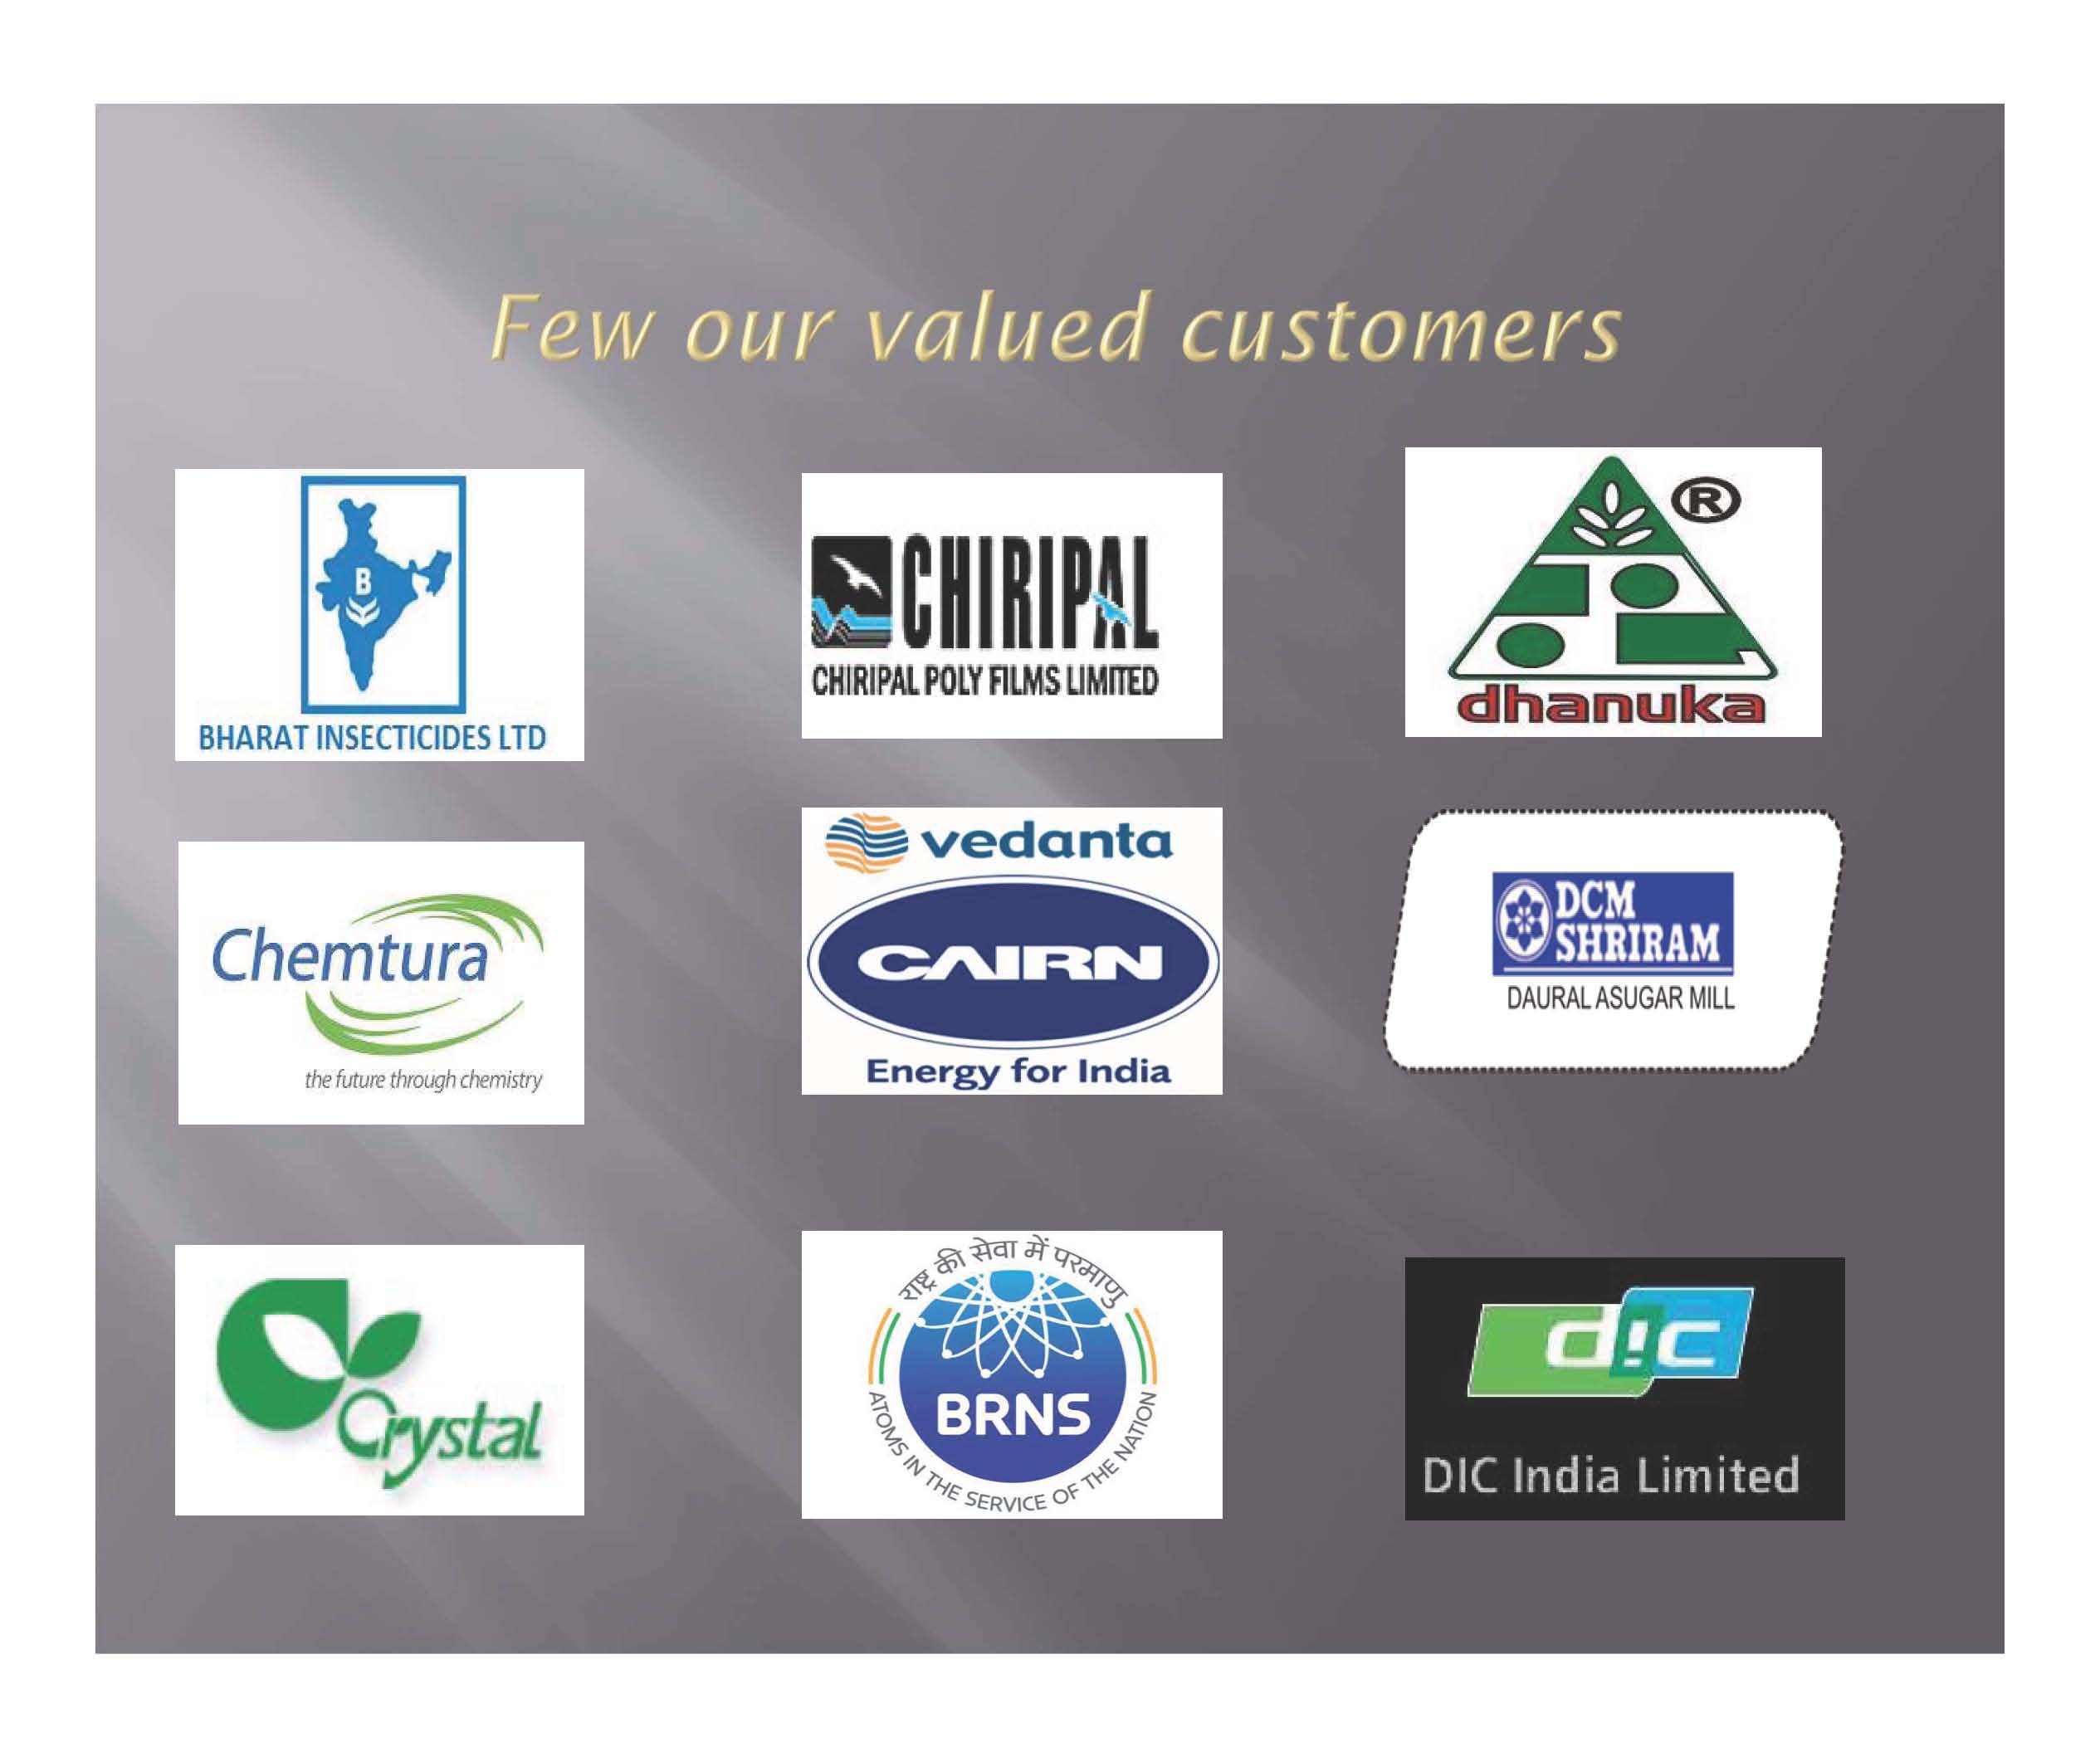 Few our valued customers
B
BHARAT INSECTICIDES LTD
CHIRIPAL
CHIRIPAL POLY FILMS LIMITED
®
dhanuka
Chemtura
the future through chemistry
vedanta
CAIRN
Energy for India
DCM
SHRIRAM
DAURAL ASUGAR MILL
Crystal
राष्ट्र की सेवा में परमाणु
BRNS
ATOMS IN THE SERVICE OF THE NATION
dic
DIC India Limited